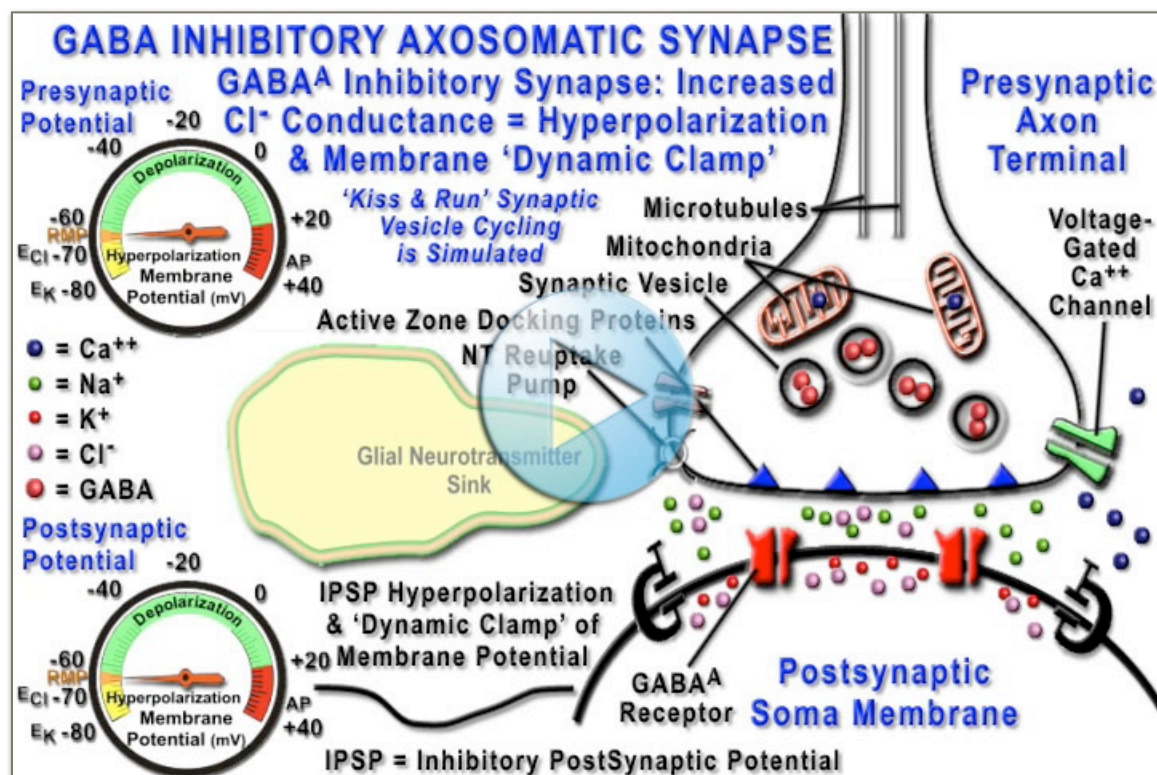 GABA INHIBITORY AXOSOMATIC SYNAPSE
GABAᴬ Inhibitory Synapse: Increased
Cl⁻ Conductance = Hyperpolarization
& Membrane ‘Dynamic Clamp’
‘Kiss & Run’ Synaptic
Vesicle Cycling
is Simulated
Presynaptic
Potential
-20
-40
0
Depolarization
-60
+20
RMP
ECl -70
Hyperpolarization
AP
Membrane
+40
EK -80
Potential (mV)
Presynaptic
Axon
Terminal
Microtubules
Mitochondria
Synaptic Vesicle
Active Zone Docking Proteins
NT Reuptake
Pump
Voltage-
Gated
Ca⁺⁺
Channel
= Ca⁺⁺
= Na⁺
= K⁺
= Cl⁻
= GABA
Glial Neurotransmitter
Sink
Postsynaptic
Potential
-20
-40
0
Depolarization
-60
+20
RMP
ECl -70
Hyperpolarization
AP
Membrane
+40
EK -80
Potential (mV)
IPSP Hyperpolarization
& ‘Dynamic Clamp’ of
Membrane Potential
GABAᴬ
Receptor
Postsynaptic
Soma Membrane
IPSP = Inhibitory PostSynaptic Potential